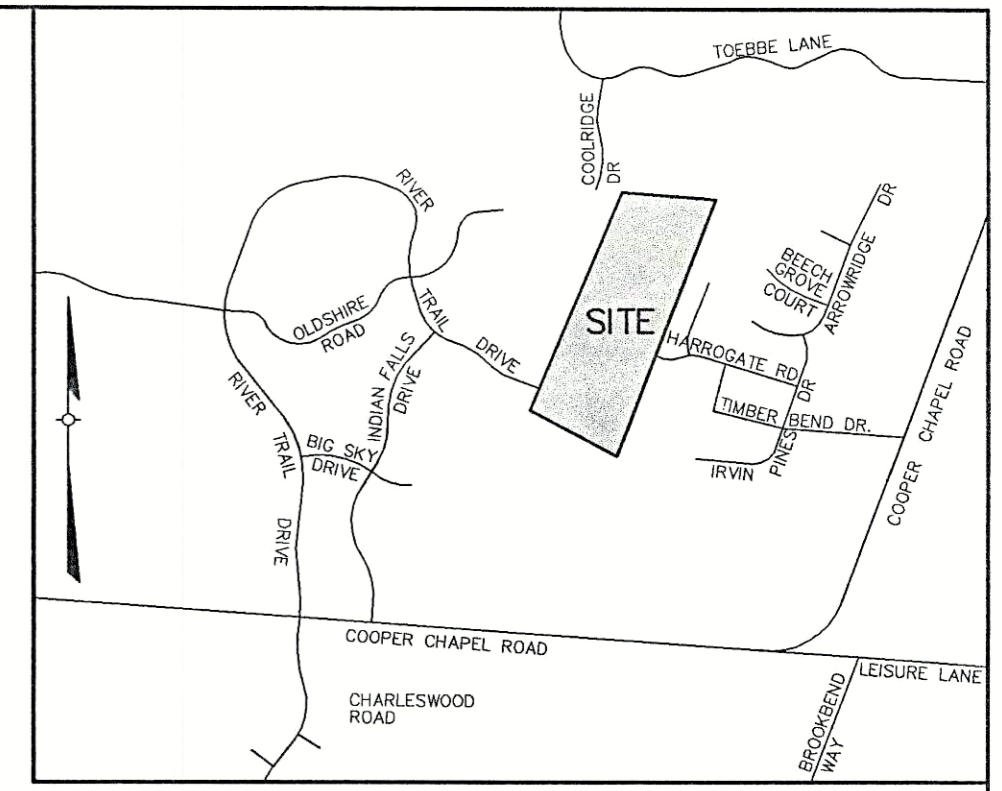 TOEBBE LANE
COOLRIDGE
DR
RIVER
TRAIL
DRIVE
OLDSHIRE
ROAD
INDIAN FALLS
DRIVE
SITE
BEECH
GROVE
COURT
ARROWRIDGE
DR
HARROGATE RD
DR
TIMBER BEND DR.
IRVIN
PINES
COOPER CHAPEL ROAD
RIVER
TRAIL
DRIVE
BIG SKY
DRIVE
COOPER CHAPEL ROAD
LEISURE LANE
CHARLESWOOD
ROAD
BROOKBEND
WAY